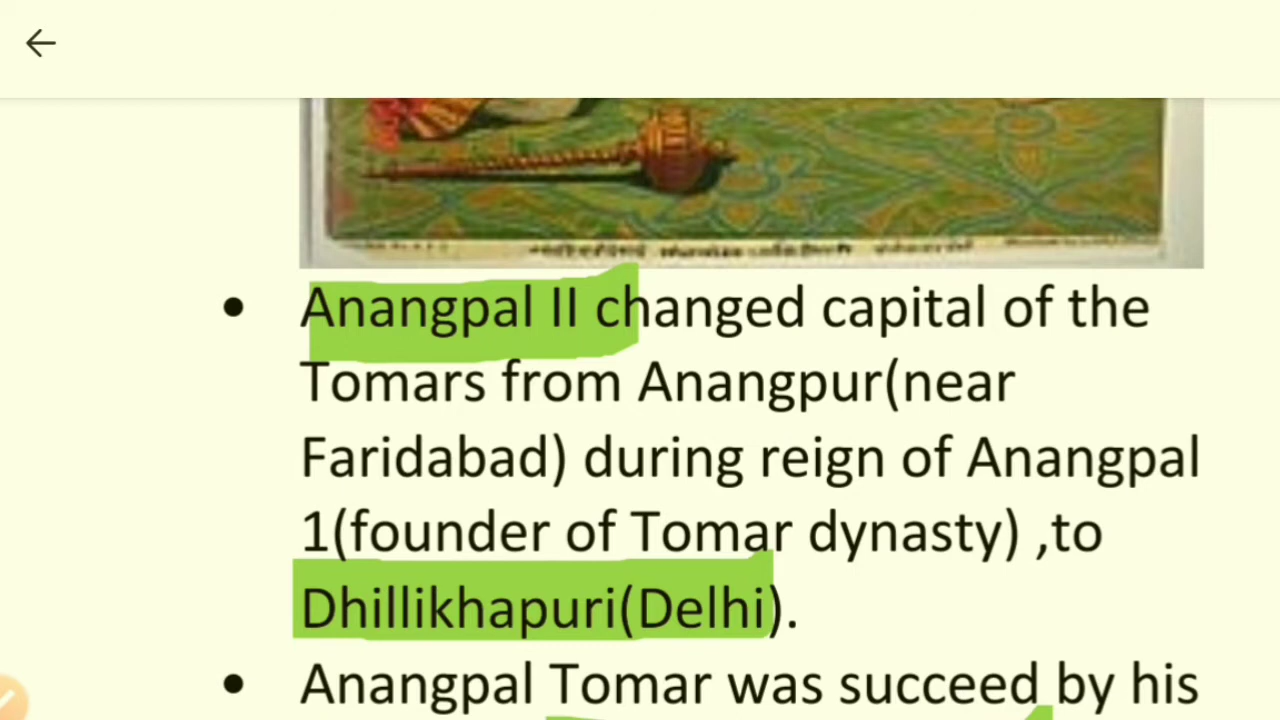 • Anangpal II changed capital of the
Tomars from Anangpur(near
Faridabad) during reign of Anangpal
1(founder of Tomar dynasty) ,to
Dhillikhapuri(Delhi).
• Anangpal Tomar was succeed by his